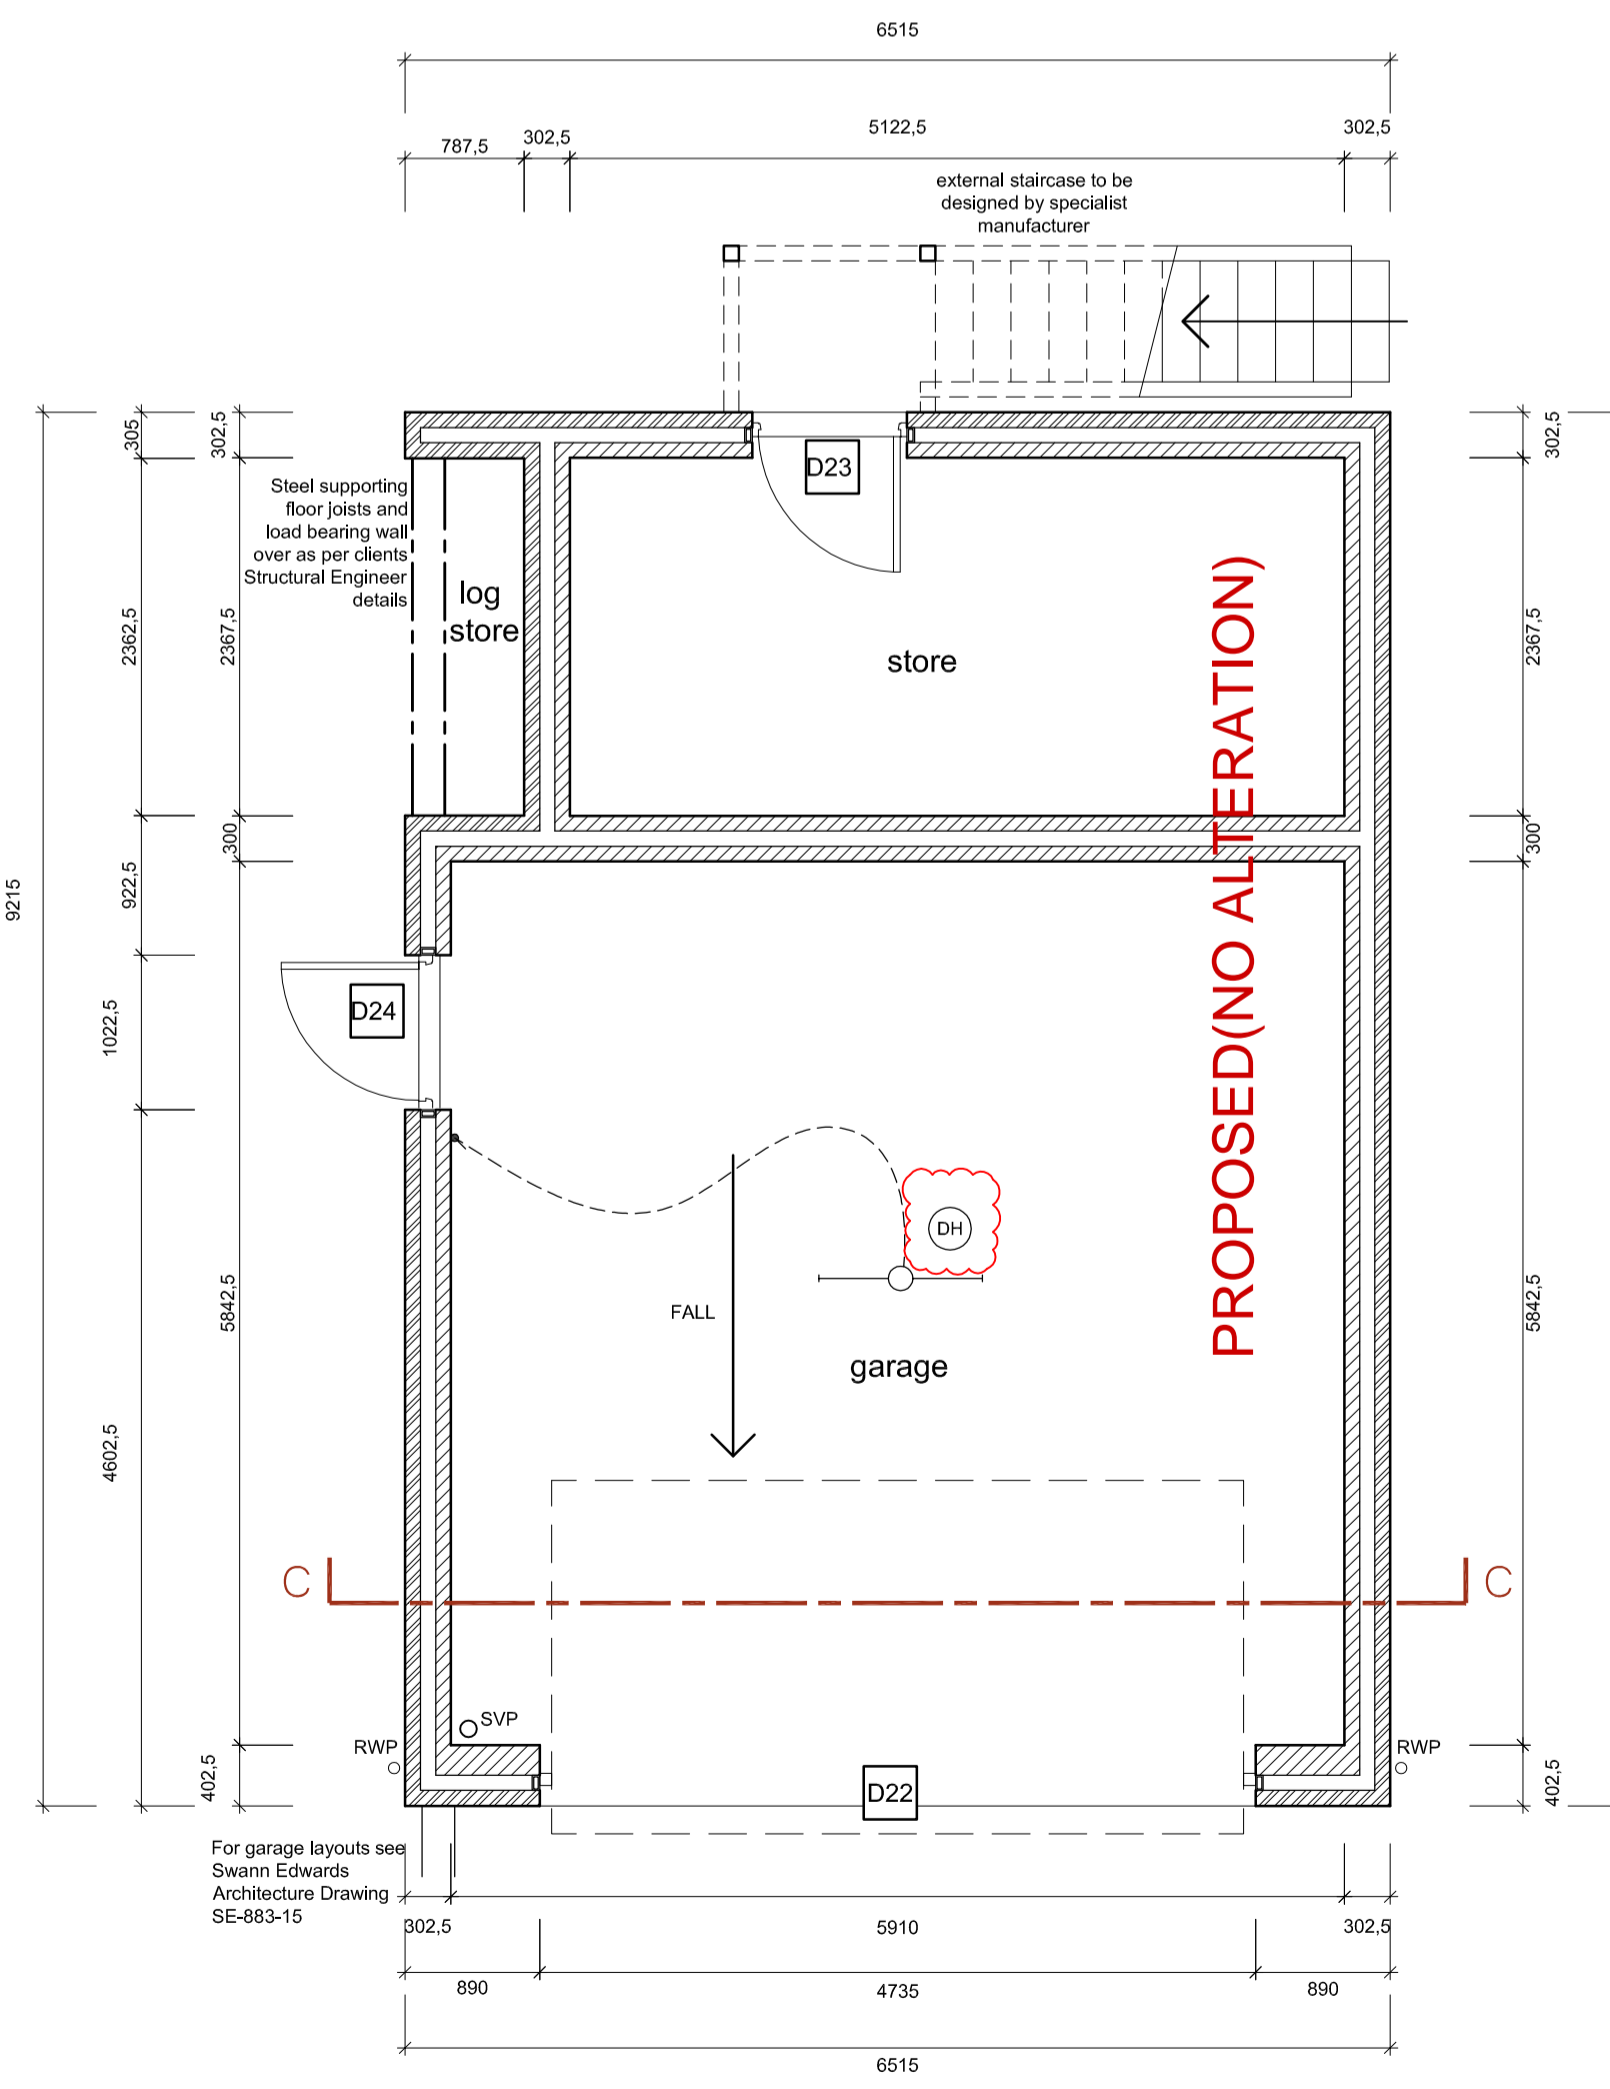 6515
787,5
302,5
5122,5
302,5
external staircase to be
designed by specialist
manufacturer
305
302,5
302,5
D23
Steel supporting
floor joists and
load bearing wall
over as per clients
Structural Engineer
details
log
store
store
2362,5
2367,5
2367,5
PROPOSED(NO ALTERATION)
300
300
9215
922,5
D24
1022,5
DH
FALL
5842,5
5842,5
garage
4602,5
C
C
SVP
RWP
RWP
402,5
D22
402,5
For garage layouts see
Swann Edwards
Architecture Drawing
SE-883-15
302,5
5910
302,5
890
4735
890
6515